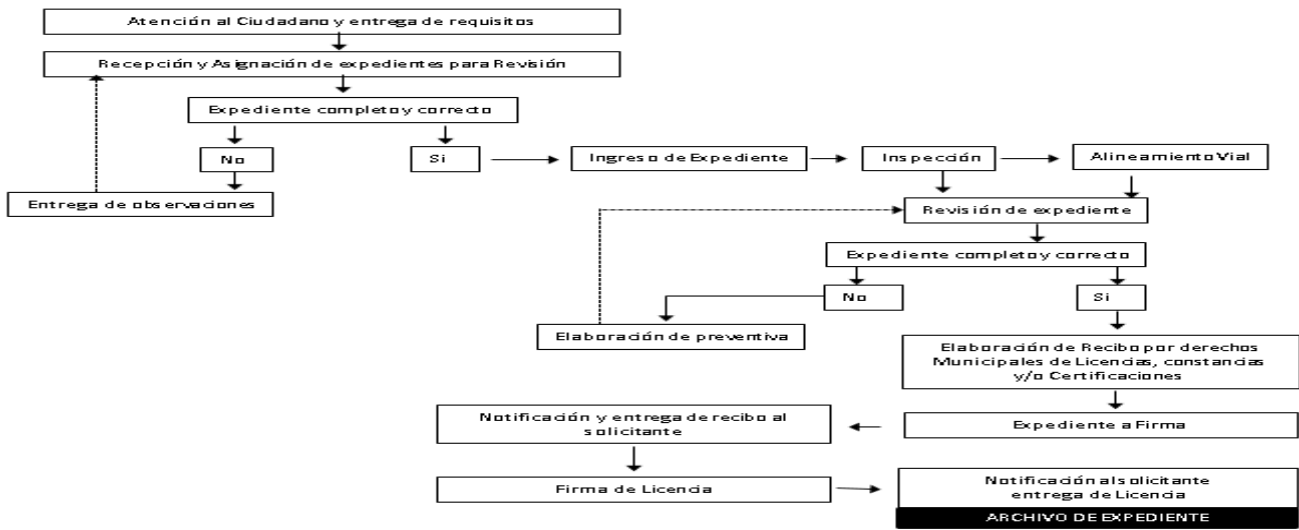 Atención al Ciudadano y entrega de requisitos
Recepción y Asignación de expedientes para Revisión
Expediente completo y correcto
No
Si
Ingreso de Expediente
Inspección
Alineamiento Vial
Entrega de observaciones
Revisión de expediente
Expediente completo y correcto
No
Si
Elaboración de preventiva
Elaboración de Recibo por derechos
Municipales de Licencias, constancias
y/o Certificaciones
Notificación y entrega de recibo al
solicitante
Expediente a Firma
Firma de Licencia
Notificación al solicitante
entrega de Licencia
ARCHIVO DE EXPEDIENTE